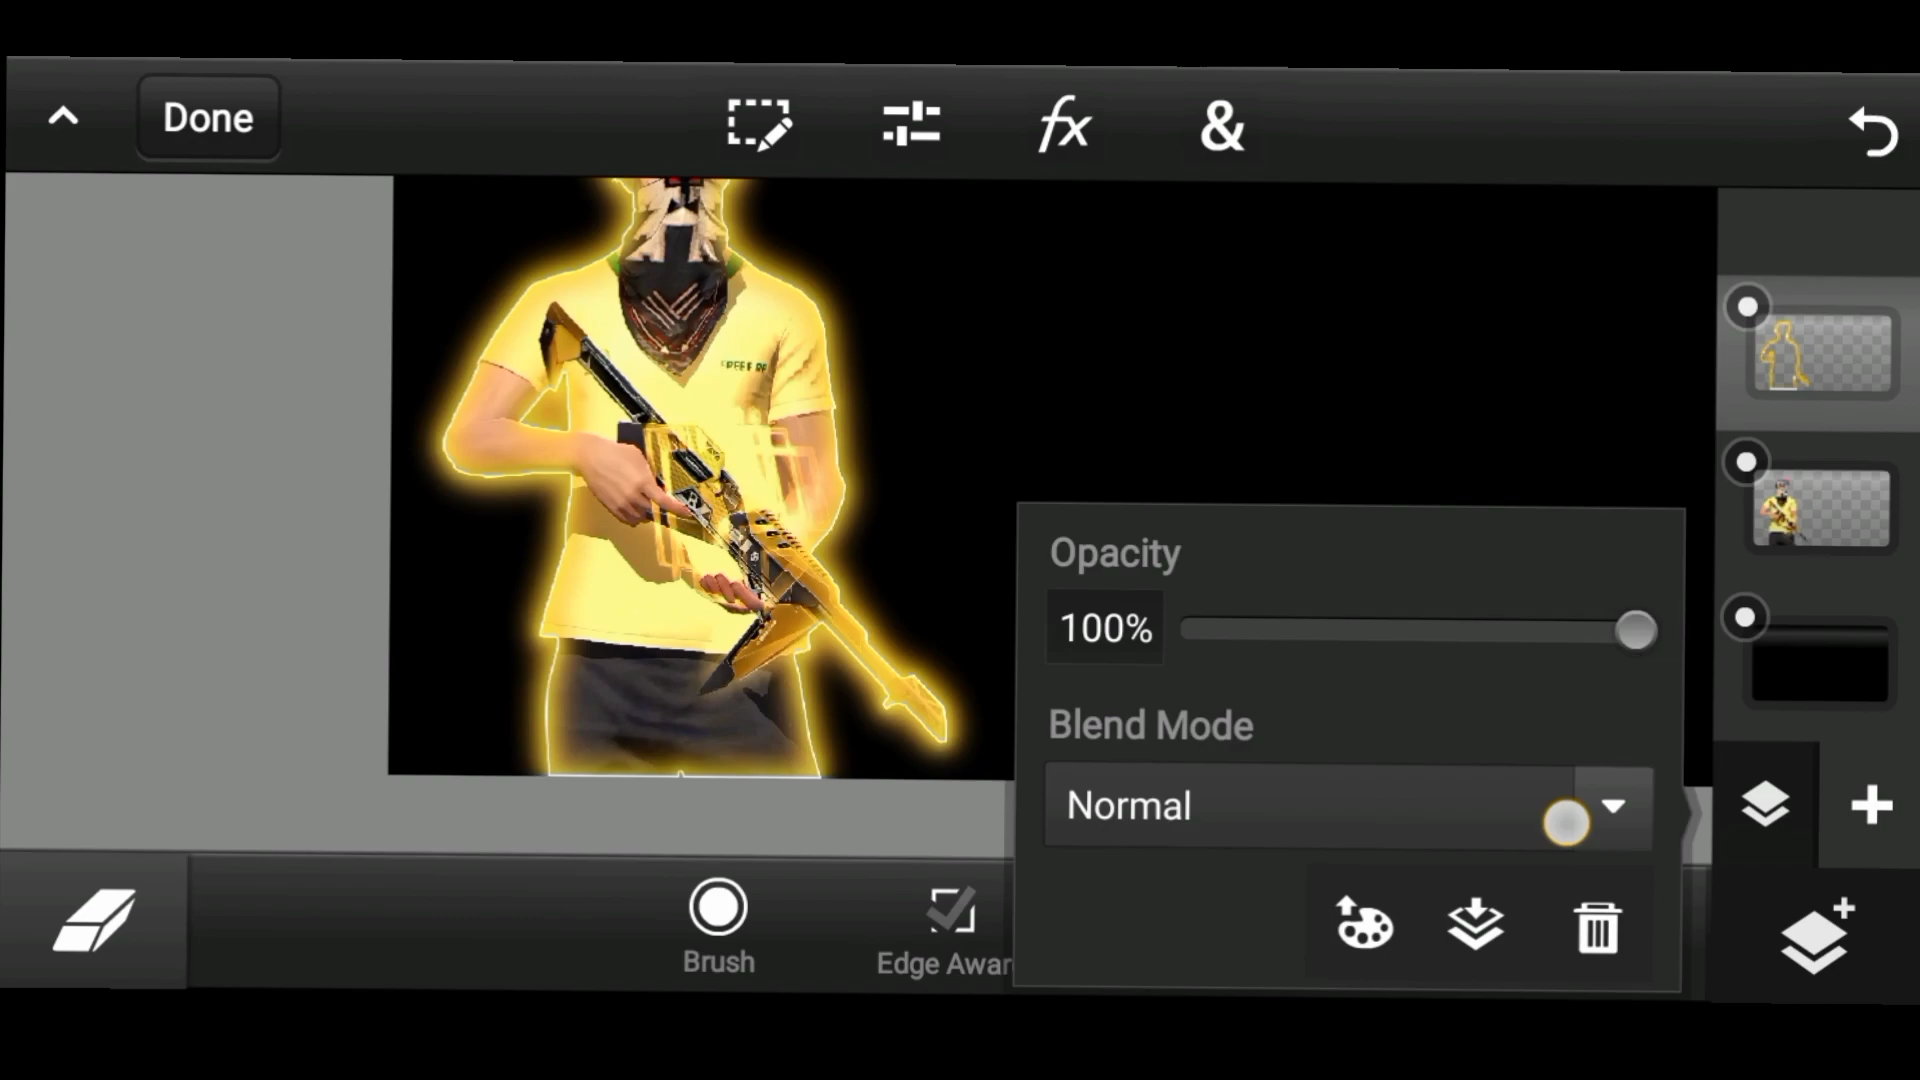 Done
fx
&
Opacity
100%
Blend Mode
Normal
Brush
Edge Awar